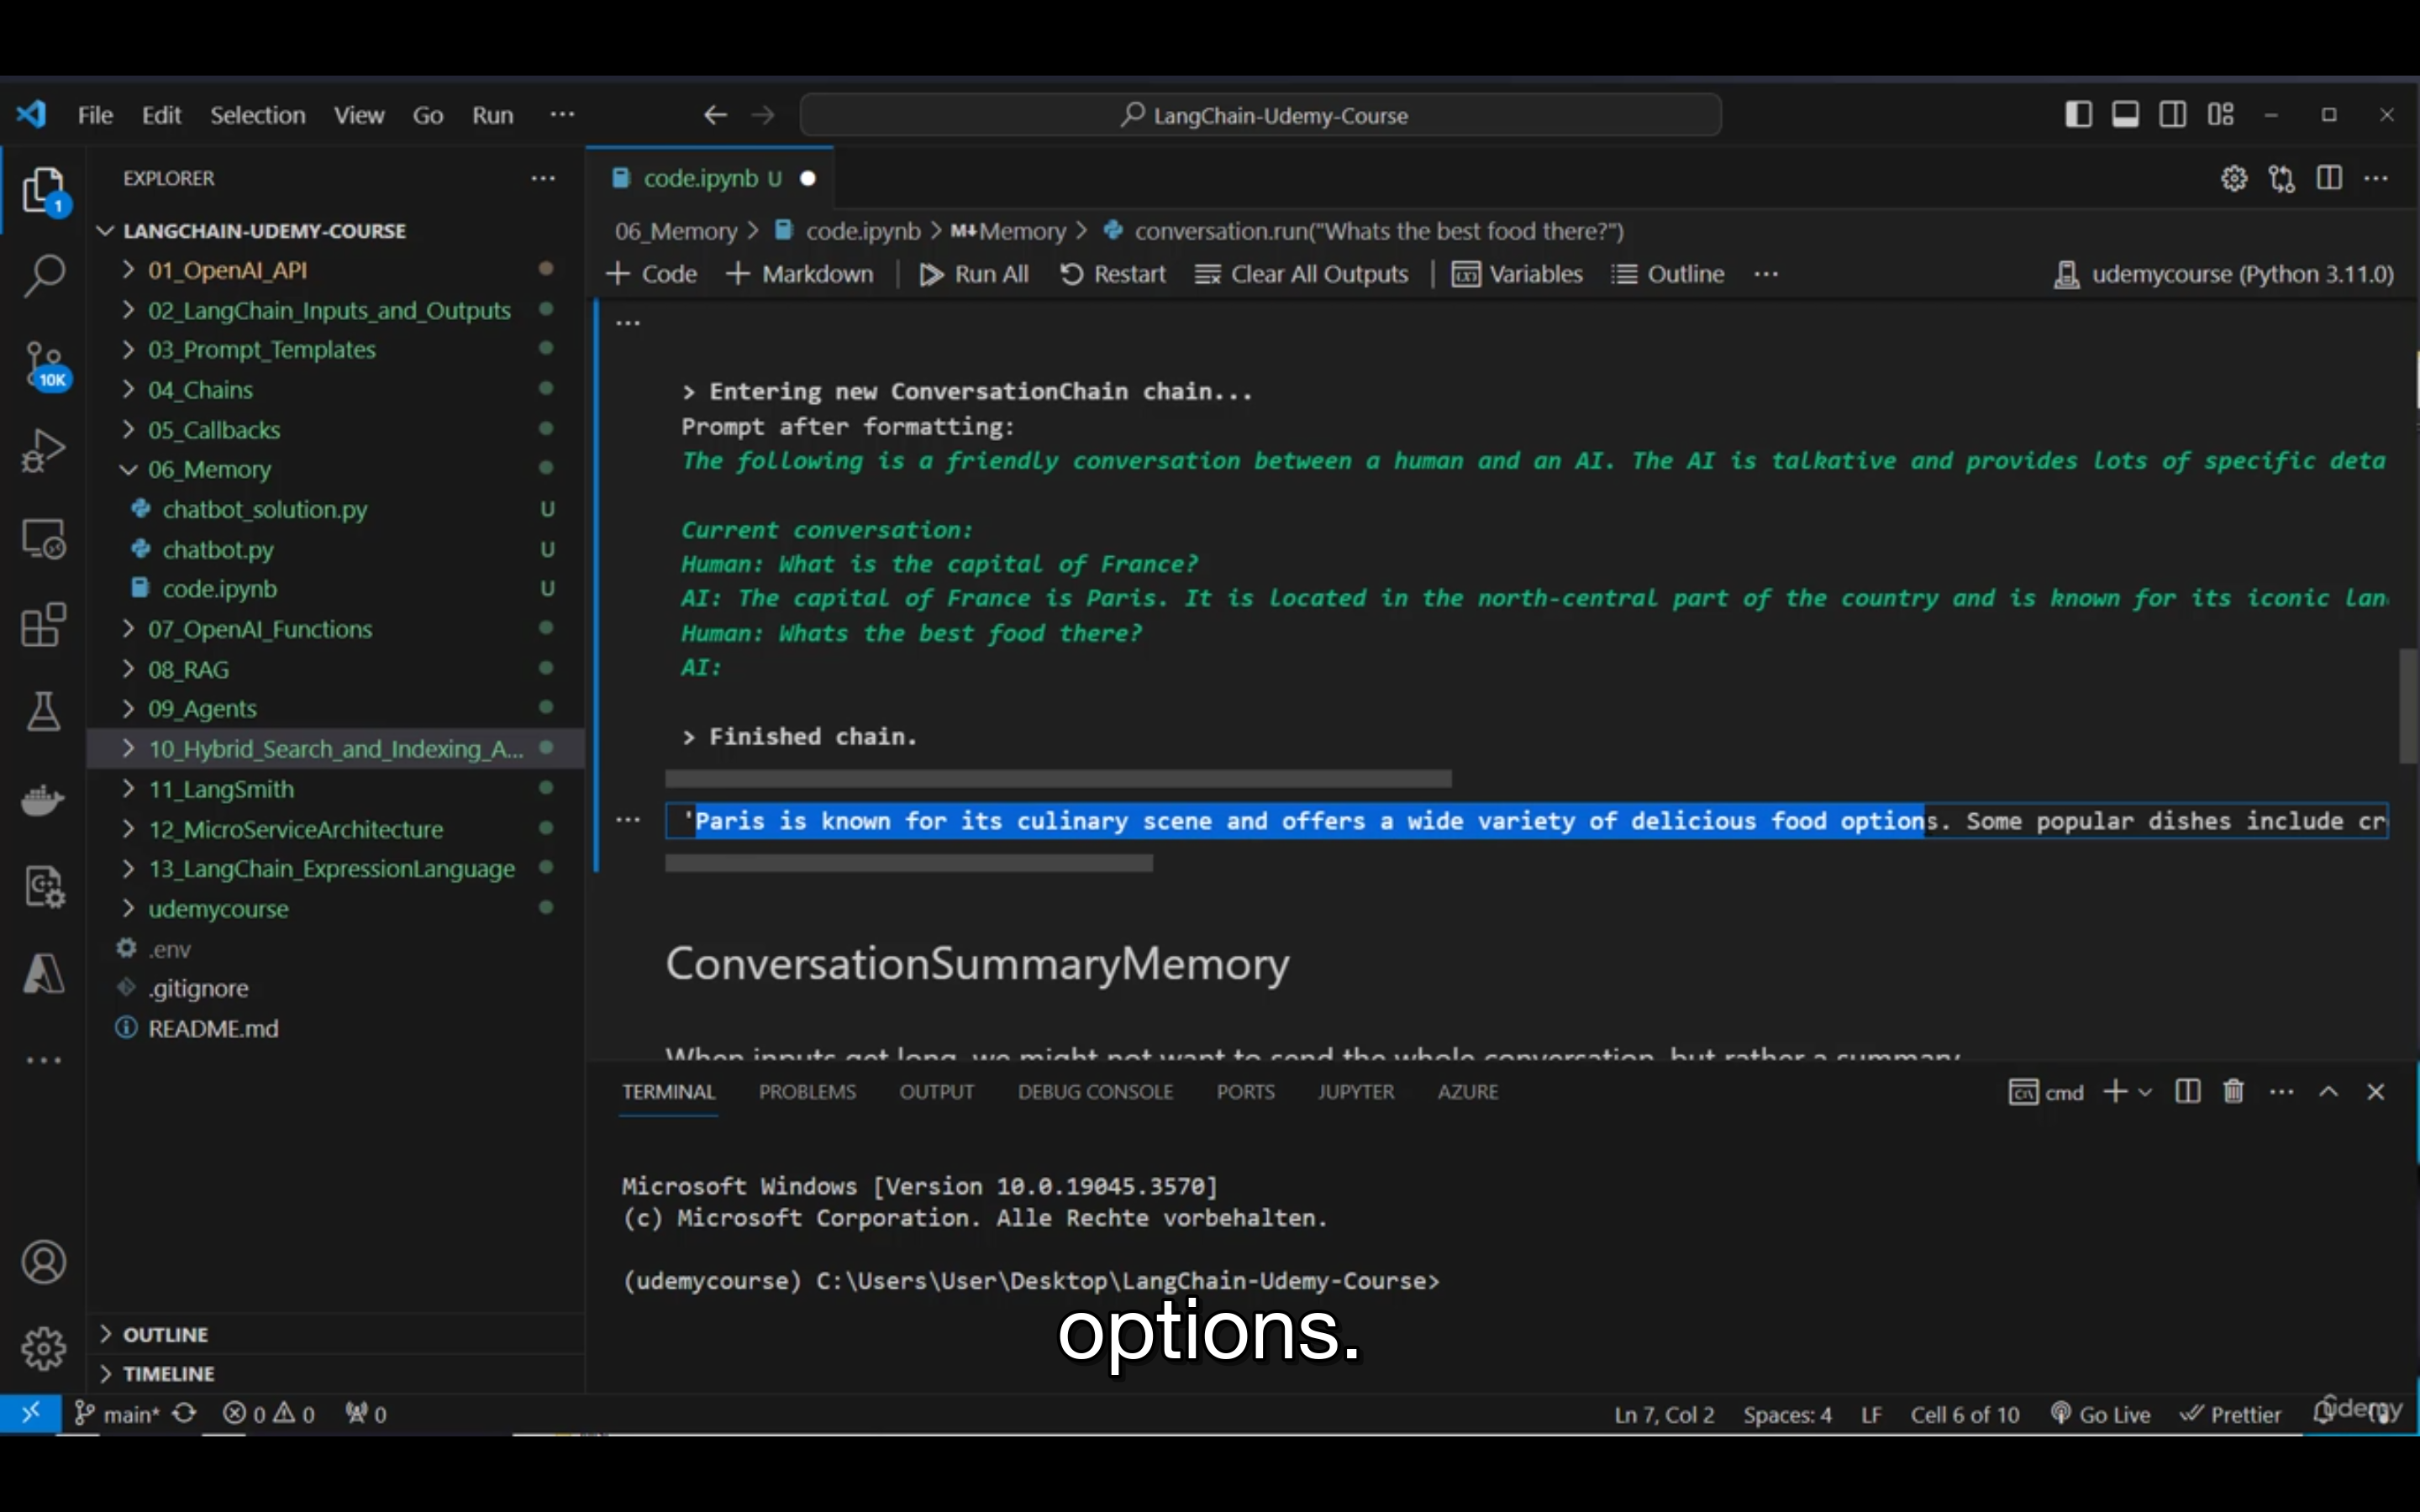 File Edit Selection View Go Run ···
LangChain-Udemy-Course
EXPLORER ···
1
10K
LANGCHAIN-UDEMY-COURSE
01_OpenAI_API
02_LangChain_Inputs_and_Outputs
03_Prompt_Templates
04_Chains
05_Callbacks
06_Memory
chatbot_solution.py U
chatbot.py U
code.ipynb U
07_OpenAI_Functions
08_RAG
09_Agents
10_Hybrid_Search_and_Indexing_A...
11_LangSmith
12_MicroServiceArchitecture
13_LangChain_ExpressionLanguage
udemycourse
.env
.gitignore
README.md
OUTLINE
TIMELINE
code.ipynb U
06_Memory > code.ipynb > M↓Memory > conversation.run("Whats the best food there?")
+ Code + Markdown | Run All Restart Clear All Outputs | Variables Outline ··· udemycourse (Python 3.11.0)
...
> Entering new ConversationChain chain...
Prompt after formatting:
The following is a friendly conversation between a human and an AI. The AI is talkative and provides lots of specific deta
Current conversation:
Human: What is the capital of France?
AI: The capital of France is Paris. It is located in the north-central part of the country and is known for its iconic lan
Human: Whats the best food there?
AI:
> Finished chain.
... 'Paris is known for its culinary scene and offers a wide variety of delicious food options. Some popular dishes include cr
ConversationSummaryMemory
When inputs get long, we might not want to send the whole conversation, but rather a summary.
TERMINAL PROBLEMS OUTPUT DEBUG CONSOLE PORTS JUPYTER AZURE cmd
Microsoft Windows [Version 10.0.19045.3570]
(c) Microsoft Corporation. Alle Rechte vorbehalten.
(udemycourse) C:\Users\User\Desktop\LangChain-Udemy-Course>
options.
main* 0 0 0 Ln 7, Col 2 Spaces: 4 LF Cell 6 of 10 Go Live Prettier
udemy